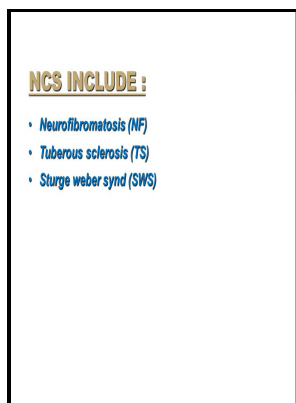 NCS INCLUDE :
• Neurofibromatosis (NF)
• Tuberous sclerosis (TS)
• Sturge weber synd (SWS)